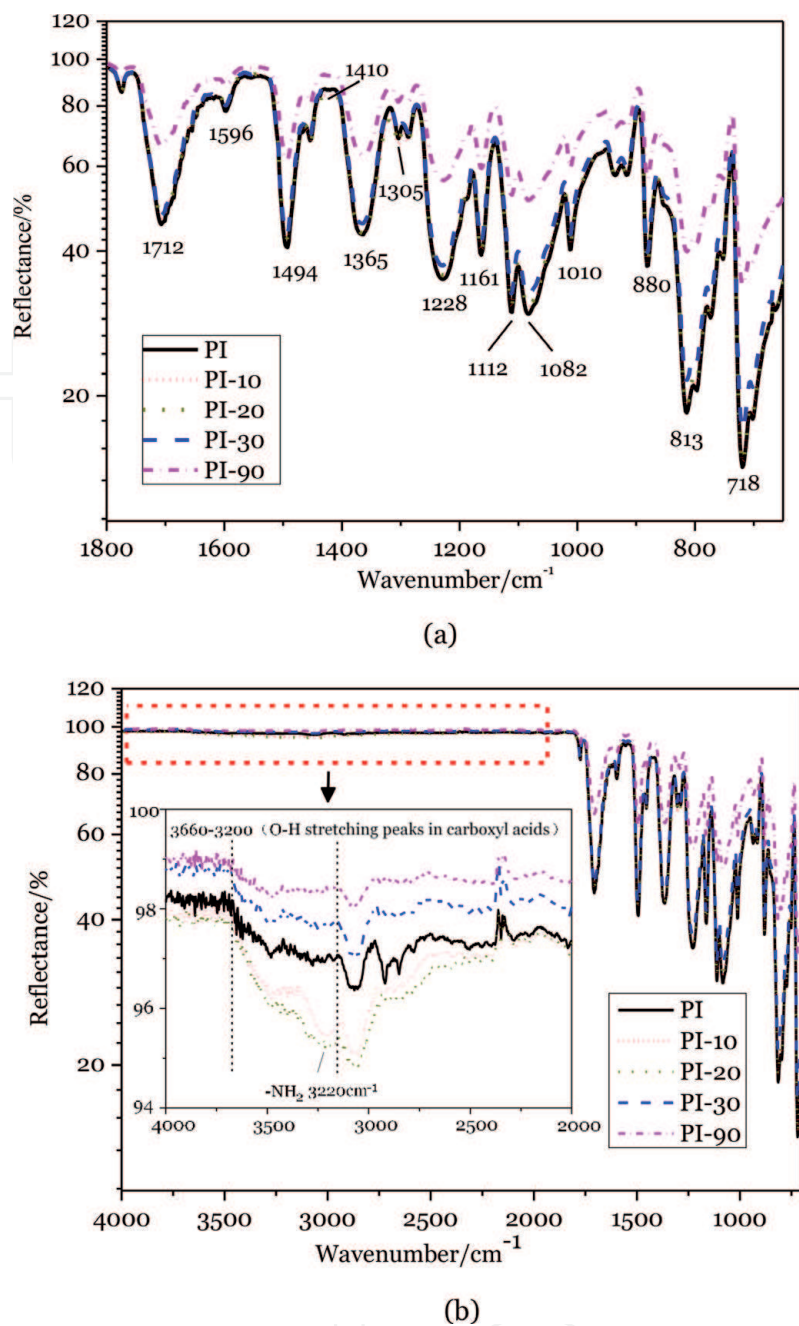 120
100
80
60
40
20
Reflectance/%
1410
1596
1305
1712
1494
1365
1228
1161
1010
880
1112
1082
813
718
PI
PI-10
PI-20
PI-30
PI-90
1800 1600 1400 1200 1000 800
Wavenumber/cm⁻¹
(a)
120
100
80
60
40
20
Reflectance/%
100
98
96
94
3660-3200（O-H stretching peaks in carboxyl acids）
-NH₂ 3220cm⁻¹
4000 3500 3000 2500 2000
PI
PI-10
PI-20
PI-30
PI-90
4000 3500 3000 2500 2000 1500 1000
Wavenumber/cm⁻¹
(b)